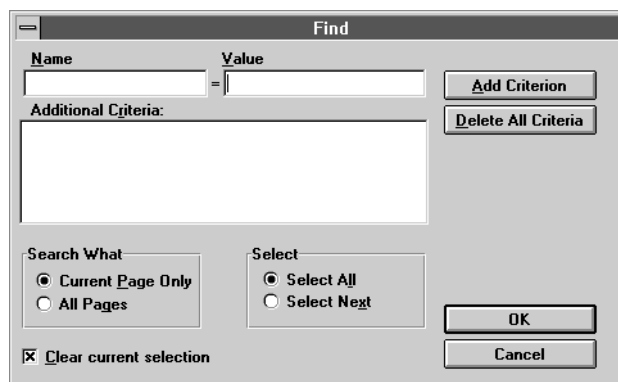 Find
Name Value
= Add Criterion
Additional Criteria:
Delete All Criteria
Search What Select
Current Page Only Select All
All Pages Select Next
OK
Clear current selection Cancel